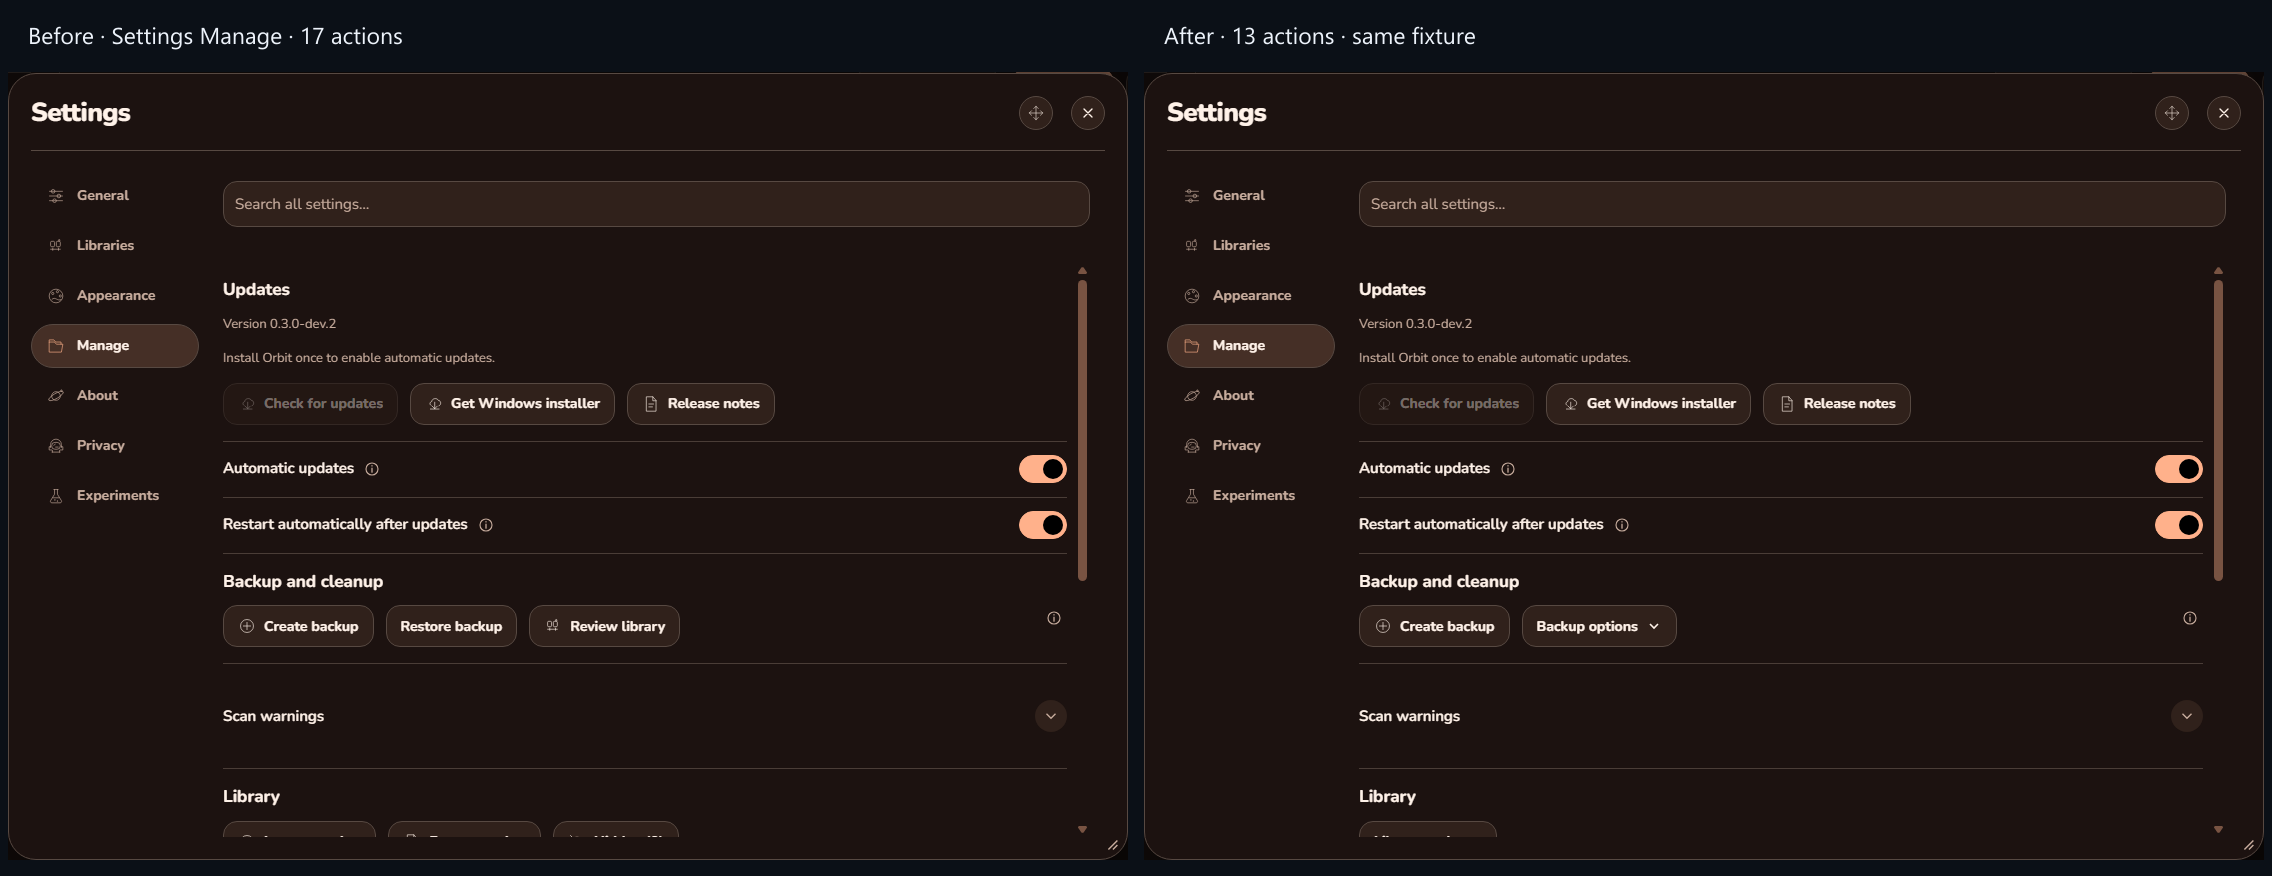 Before · Settings Manage · 17 actions
Settings
General
Libraries
Appearance
Manage
About
Privacy
Experiments
Search all settings...
Updates
Version 0.3.0-dev.2
Install Orbit once to enable automatic updates.
Check for updates Get Windows installer Release notes
Automatic updates
Restart automatically after updates
Backup and cleanup
Create backup Restore backup Review library
Scan warnings
Library
After · 13 actions · same fixture
Settings
General
Libraries
Appearance
Manage
About
Privacy
Experiments
Search all settings...
Updates
Version 0.3.0-dev.2
Install Orbit once to enable automatic updates.
Check for updates Get Windows installer Release notes
Automatic updates
Restart automatically after updates
Backup and cleanup
Create backup Backup options
Scan warnings
Library